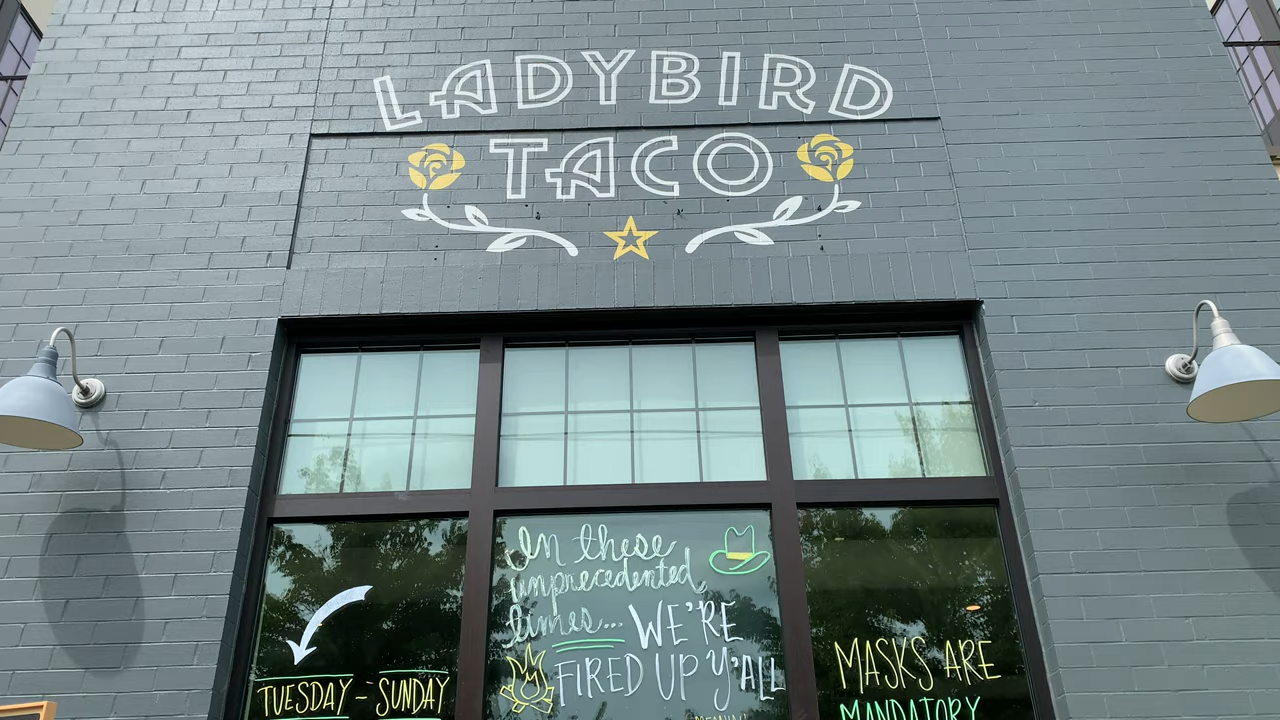 LADYBIRD
TACO
In these
unprecedented
times... WE'RE
FIRED UP Y'ALL
TUESDAY - SUNDAY
MASKS ARE
MANDATORY